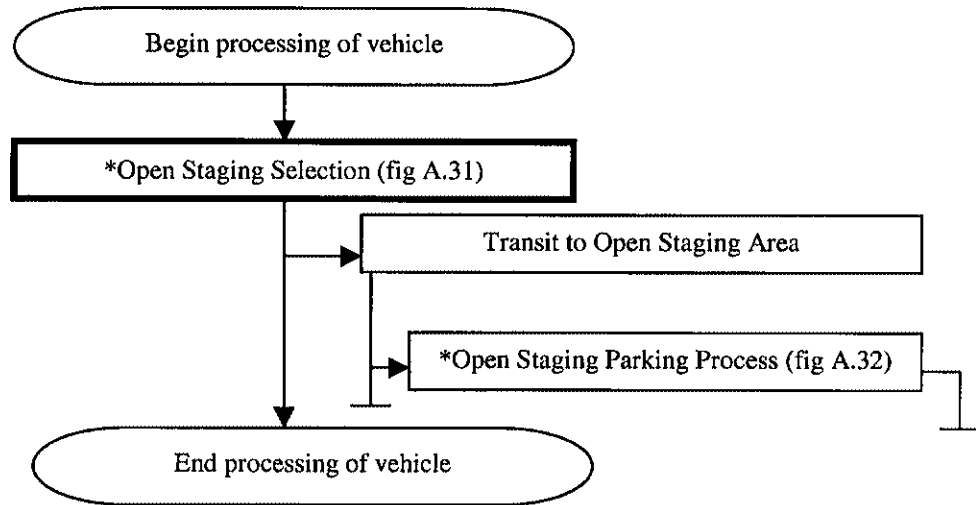 Begin processing of vehicle
*Open Staging Selection (fig A.31)
Transit to Open Staging Area
*Open Staging Parking Process (fig A.32)
End processing of vehicle